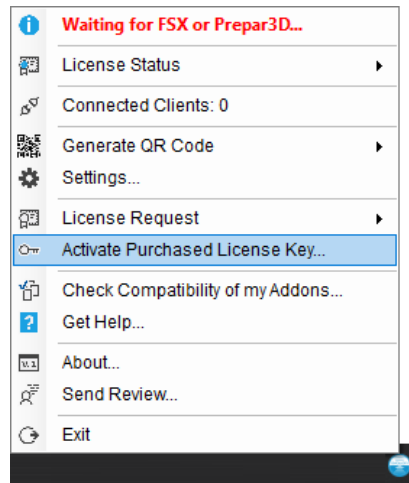 Waiting for FSX or Prepar3D...
License Status
Connected Clients: 0
Generate QR Code
Settings...
License Request
Activate Purchased License Key...
Check Compatibility of my Addons...
Get Help...
V.1
About...
Send Review...
Exit